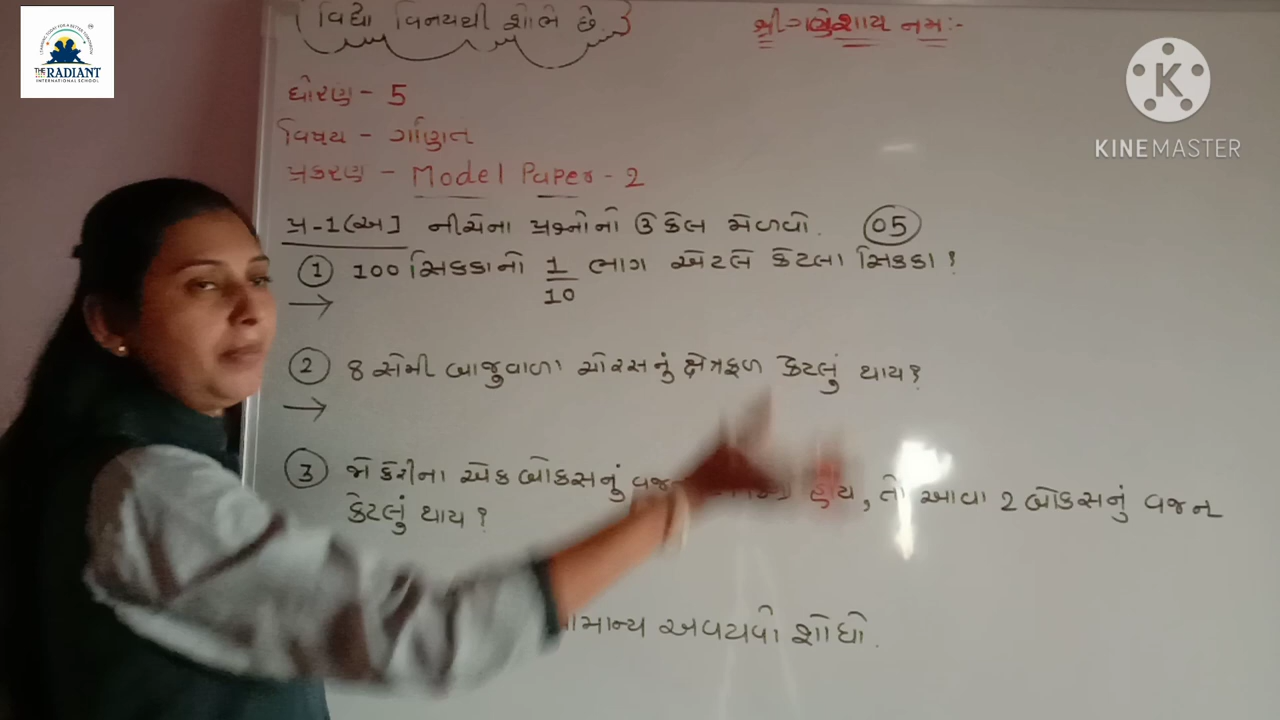 વિદ્યા વિનયથી શોભે છે.
શ્રી ગણેશાય નમઃ-
THE RADIANT
INTERNATIONAL SCHOOL
KINEMASTER
ધોરણ - 5
વિષય - ગણિત
પ્રકરણ - Model Paper - 2
પ્ર-1(અ] નીચેના પ્રશ્નોનો ઉકેલ મેળવો. 05
1 100 સિક્કાનો 1/10 ભાગ એટલે કેટલા સિક્કા?
2 8 સેમી બાજુવાળા ચોરસનું ક્ષેત્રફળ કેટલું થાય?
3 જો કેરીના એક બોક્સનું વજન હોય, તો આવા 2 બોક્સનું વજન
કેટલું થાય?
અવયવો શોધો.